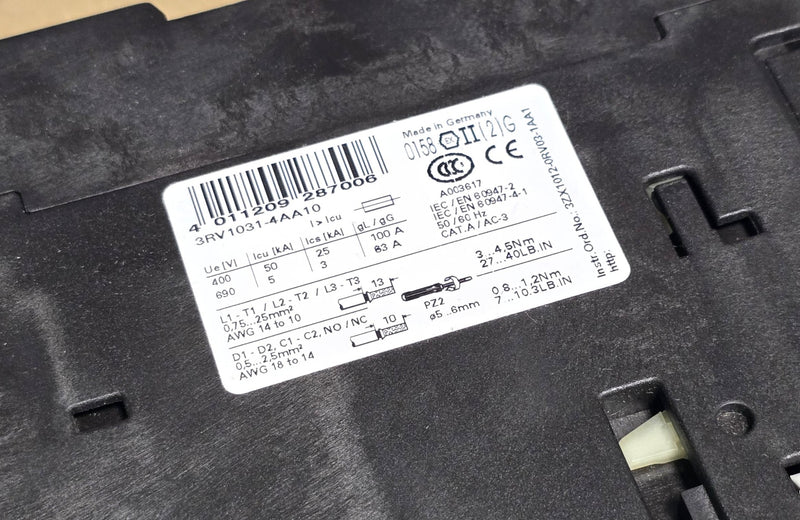 4 011209 287006
3RV1031-4AA10
Made in Germany
0158 Ex II (2) G
CCC CE
A003617
IEC / EN 60947-2
IEC / EN 60947-4-1
50 / 60 Hz
CAT. A / AC-3
I > Icu
Ue [V] Icu [kA] Ics [kA] gL / gG
400 50 25 100 A
690 5 3 63 A
L1 - T1 / L2 - T2 / L3 - T3
0,75...25mm²
AWG 14 to 10
13
3...4,5Nm
27...40LB.IN
D1 - D2, C1 - C2, NO / NC
0,5...2,5mm²
AWG 18 to 14
10
PZ2
ø5...6mm
0,8...1,2Nm
7...10,3LB.IN
Instr.:Ord.No.:3ZX1012-0RV03-1AA1
http: